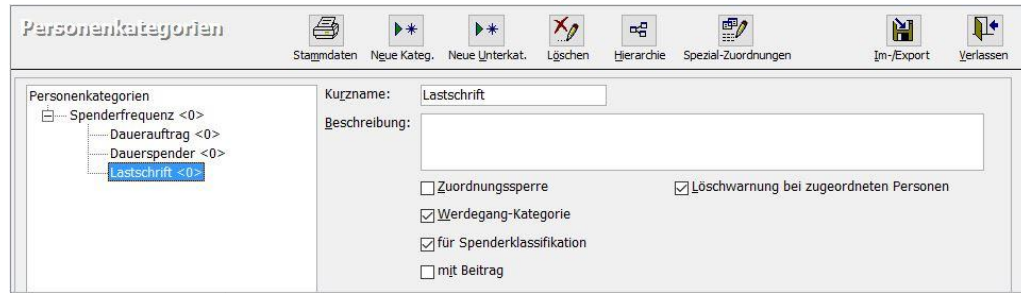 Personenkategorien
Stammdaten Neue Kateg. Neue Unterkat. Löschen Hierarchie Spezial-Zuordnungen Im-/Export Verlassen
Personenkategorien
Spenderfrequenz <0>
Dauerauftrag <0>
Dauerspender <0>
Lastschrift <0>
Kurzname: Lastschrift
Beschreibung:
Zuordnungssperre Löschwarnung bei zugeordneten Personen
Werdegang-Kategorie
für Spenderklassifikation
mit Beitrag